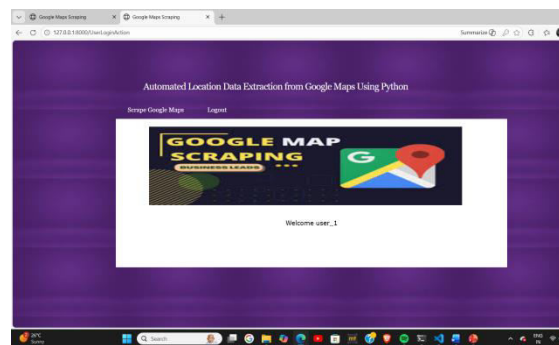 Google Maps Scraping
Google Maps Scraping
127.0.0.1:8000/UserLoginAction
Summarize
Automated Location Data Extraction from Google Maps Using Python
Scrape Google Maps
Logout
GOOGLE MAP
SCRAPING
BUSINESS LEADS
G
Welcome user_1
26°C
Sunny
Search
ENG
IN